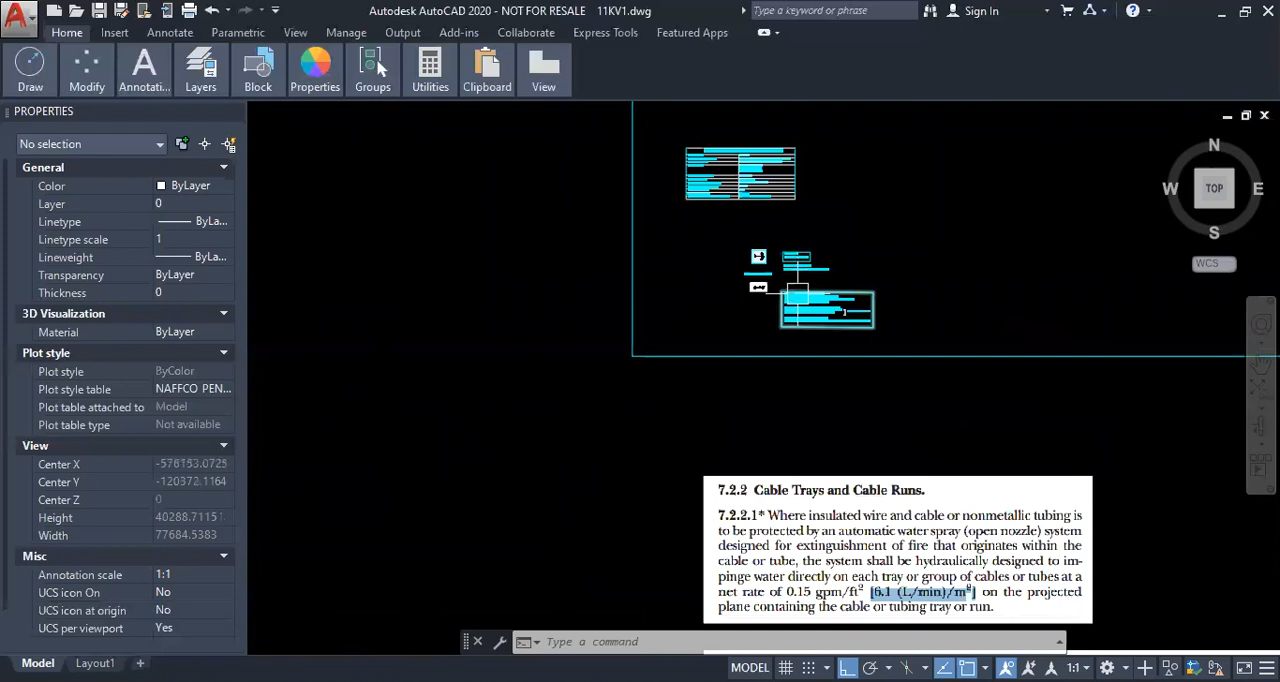 Autodesk AutoCAD 2020 - NOT FOR RESALE 11KV1.dwg
Type a keyword or phrase
Sign In
Home Insert Annotate Parametric View Manage Output Add-ins Collaborate Express Tools Featured Apps
Draw Modify Annotati... Layers Block Properties Groups Utilities Clipboard View
PROPERTIES
No selection
General
Color ByLayer
Layer 0
Linetype ByLa...
Linetype scale 1
Lineweight ByLa...
Transparency ByLayer
Thickness 0
3D Visualization
Material ByLayer
Plot style
Plot style ByColor
Plot style table NAFFCO PEN...
Plot table attached to Model
Plot table type Not available
View
Center X -576153.0725
Center Y -120372.1164
Center Z 0
Height 40288.71151
Width 77684.5383
Misc
Annotation scale 1:1
UCS icon On No
UCS icon at origin No
UCS per viewport Yes
N
W TOP E
S
WCS
7.2.2 Cable Trays and Cable Runs.
7.2.2.1* Where insulated wire and cable or nonmetallic tubing is
to be protected by an automatic water spray (open nozzle) system
designed for extinguishment of fire that originates within the
cable or tube, the system shall be hydraulically designed to im-
pinge water directly on each tray or group of cables or tubes at a
net rate of 0.15 gpm/ft² [6.1 (L/min)/m²] on the projected
plane containing the cable or tubing tray or run.
Type a command
Model Layout1 +
MODEL 1:1